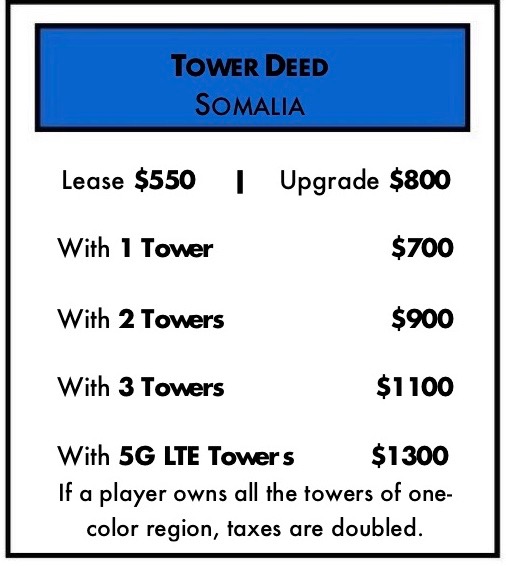 TOWER DEED
SOMALIA
Lease $550 | Upgrade $800
With 1 Tower $700
With 2 Towers $900
With 3 Towers $1100
With 5G LTE Towers $1300
If a player owns all the towers of one-
color region, taxes are doubled.